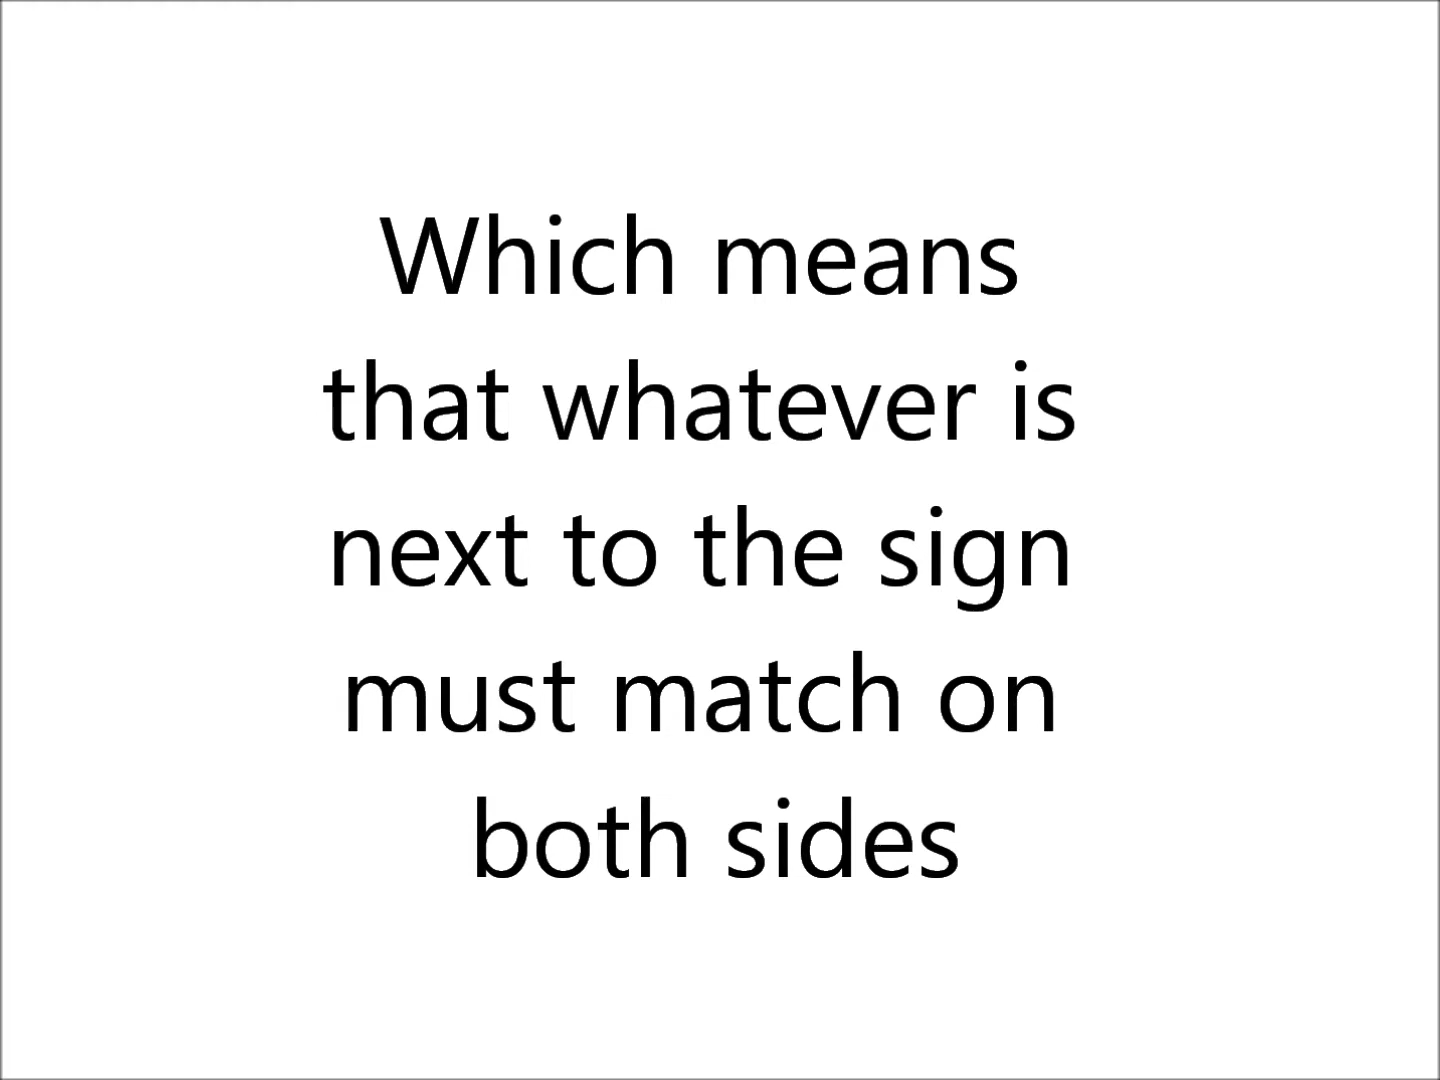 Which means
that whatever is
next to the sign
must match on
both sides